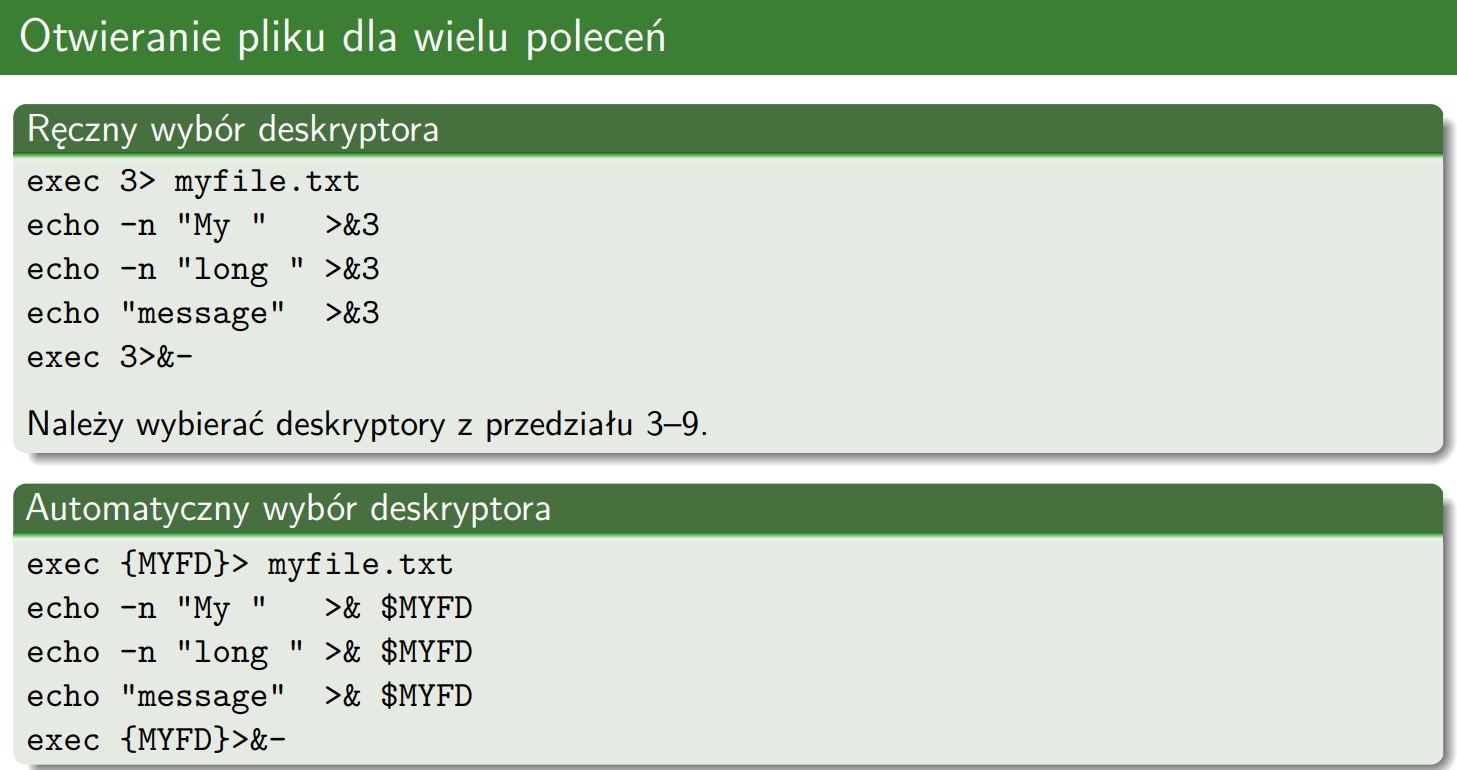 Otwieranie pliku dla wielu poleceń
Ręczny wybór deskryptora
exec 3> myfile.txt
echo -n "My "   >&3
echo -n "long " >&3
echo "message"  >&3
exec 3>&-
Należy wybierać deskryptory z przedziału 3–9.
Automatyczny wybór deskryptora
exec {MYFD}> myfile.txt
echo -n "My "   >& $MYFD
echo -n "long " >& $MYFD
echo "message"  >& $MYFD
exec {MYFD}>&-